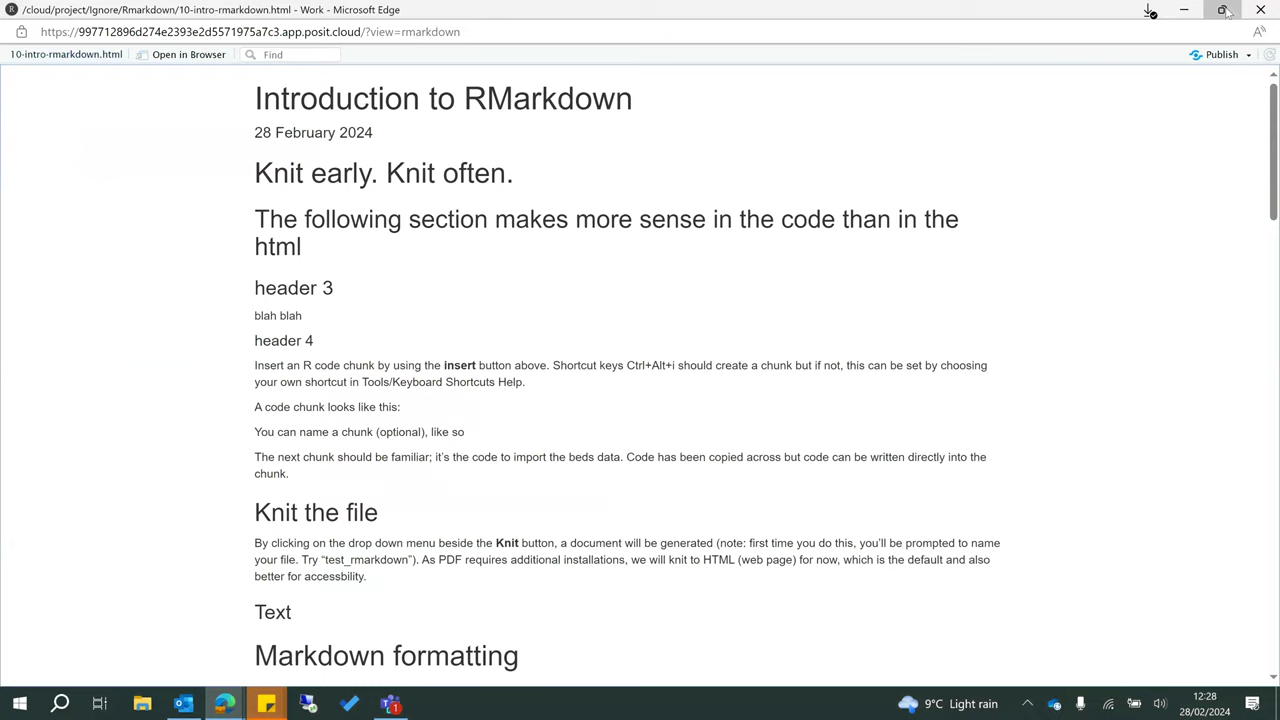 /cloud/project/Ignore/Rmarkdown/10-intro-rmarkdown.html - Work - Microsoft Edge
https://997712896d274e2393e2d5571975a7c3.app.posit.cloud/?view=rmarkdown
10-intro-rmarkdown.html Open in Browser Find Publish
Introduction to RMarkdown
28 February 2024
Knit early. Knit often.
The following section makes more sense in the code than in the
html
header 3
blah blah
header 4
Insert an R code chunk by using the insert button above. Shortcut keys Ctrl+Alt+i should create a chunk but if not, this can be set by choosing
your own shortcut in Tools/Keyboard Shortcuts Help.
A code chunk looks like this:
You can name a chunk (optional), like so
The next chunk should be familiar; it's the code to import the beds data. Code has been copied across but code can be written directly into the
chunk.
Knit the file
By clicking on the drop down menu beside the Knit button, a document will be generated (note: first time you do this, you'll be prompted to name
your file. Try “test_rmarkdown”). As PDF requires additional installations, we will knit to HTML (web page) for now, which is the default and also
better for accessbility.
Text
Markdown formatting
9°C Light rain
12:28
28/02/2024